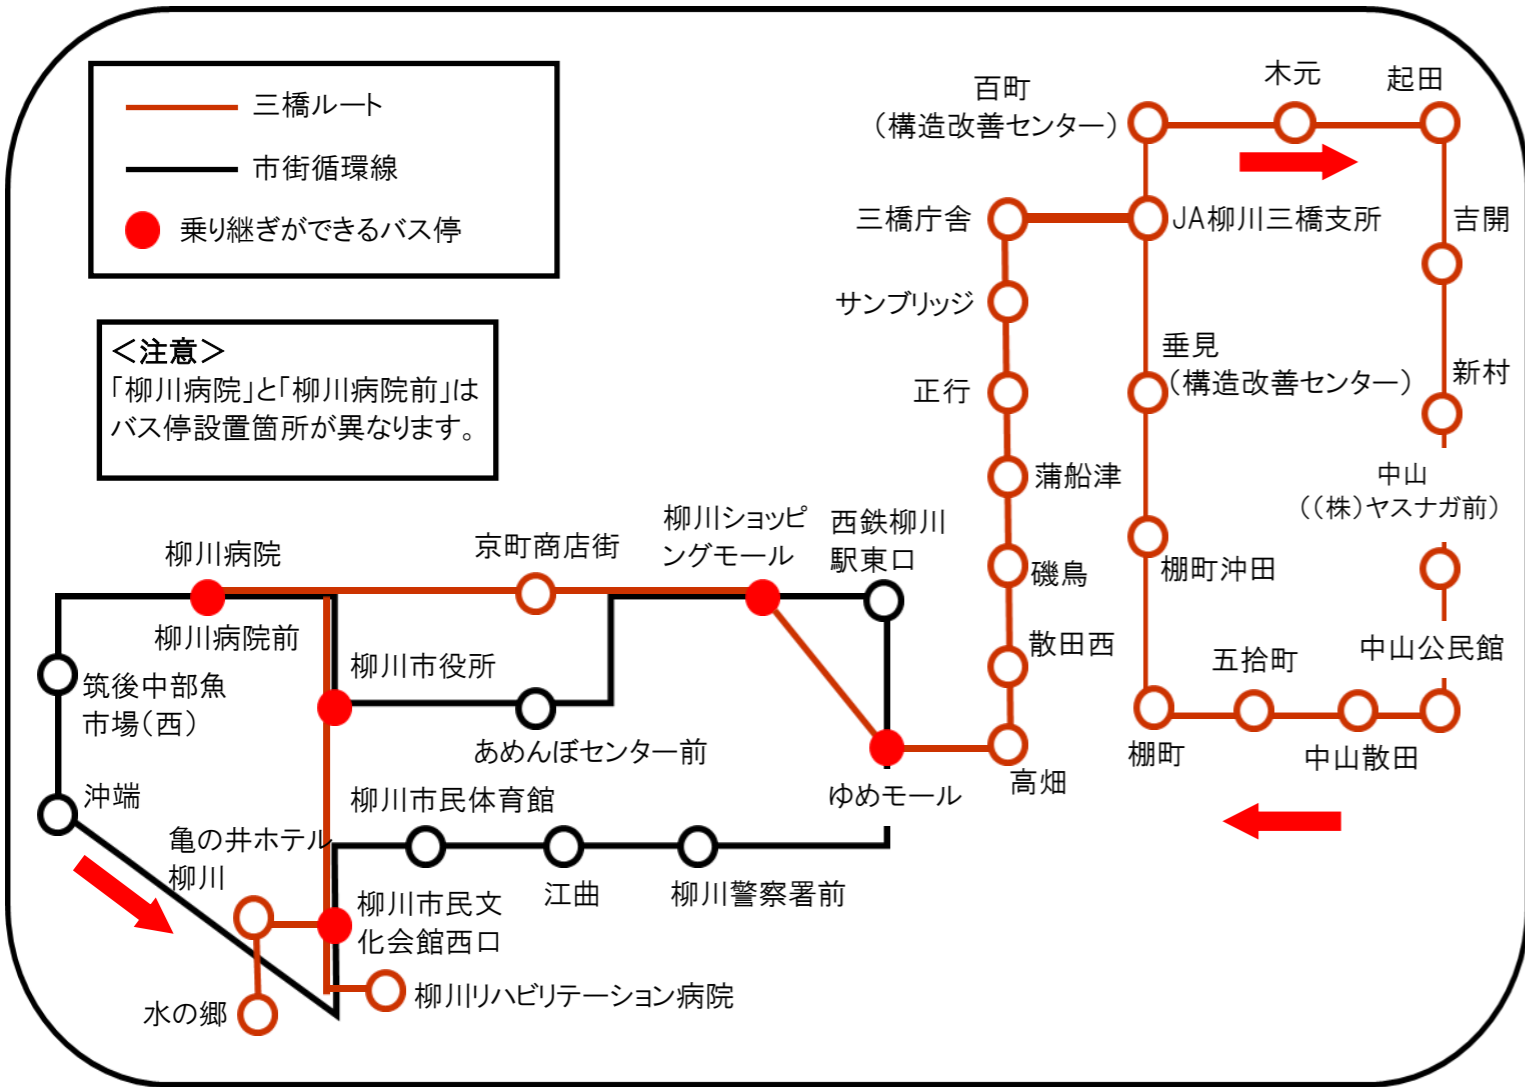 三橋ルート
市街循環線
乗り継ぎができるバス停
＜注意＞
「柳川病院」と「柳川病院前」は
バス停設置箇所が異なります。
百町
（構造改善センター）
木元
起田
三橋庁舎
JA柳川三橋支所
吉開
サンブリッジ
垂見
（構造改善センター）
新村
正行
蒲船津
中山
（(株)ヤスナガ前）
柳川ショッピ
ングモール
西鉄柳川
駅東口
京町商店街
柳川病院
磯鳥
棚町沖田
柳川病院前
柳川市役所
散田西
五拾町
中山公民館
筑後中部魚
市場（西）
あめんぼセンター前
高畑
棚町
中山散田
沖端
柳川市民体育館
ゆめモール
亀の井ホテル
柳川
江曲
柳川警察署前
柳川市民文
化会館西口
水の郷
柳川リハビリテーション病院